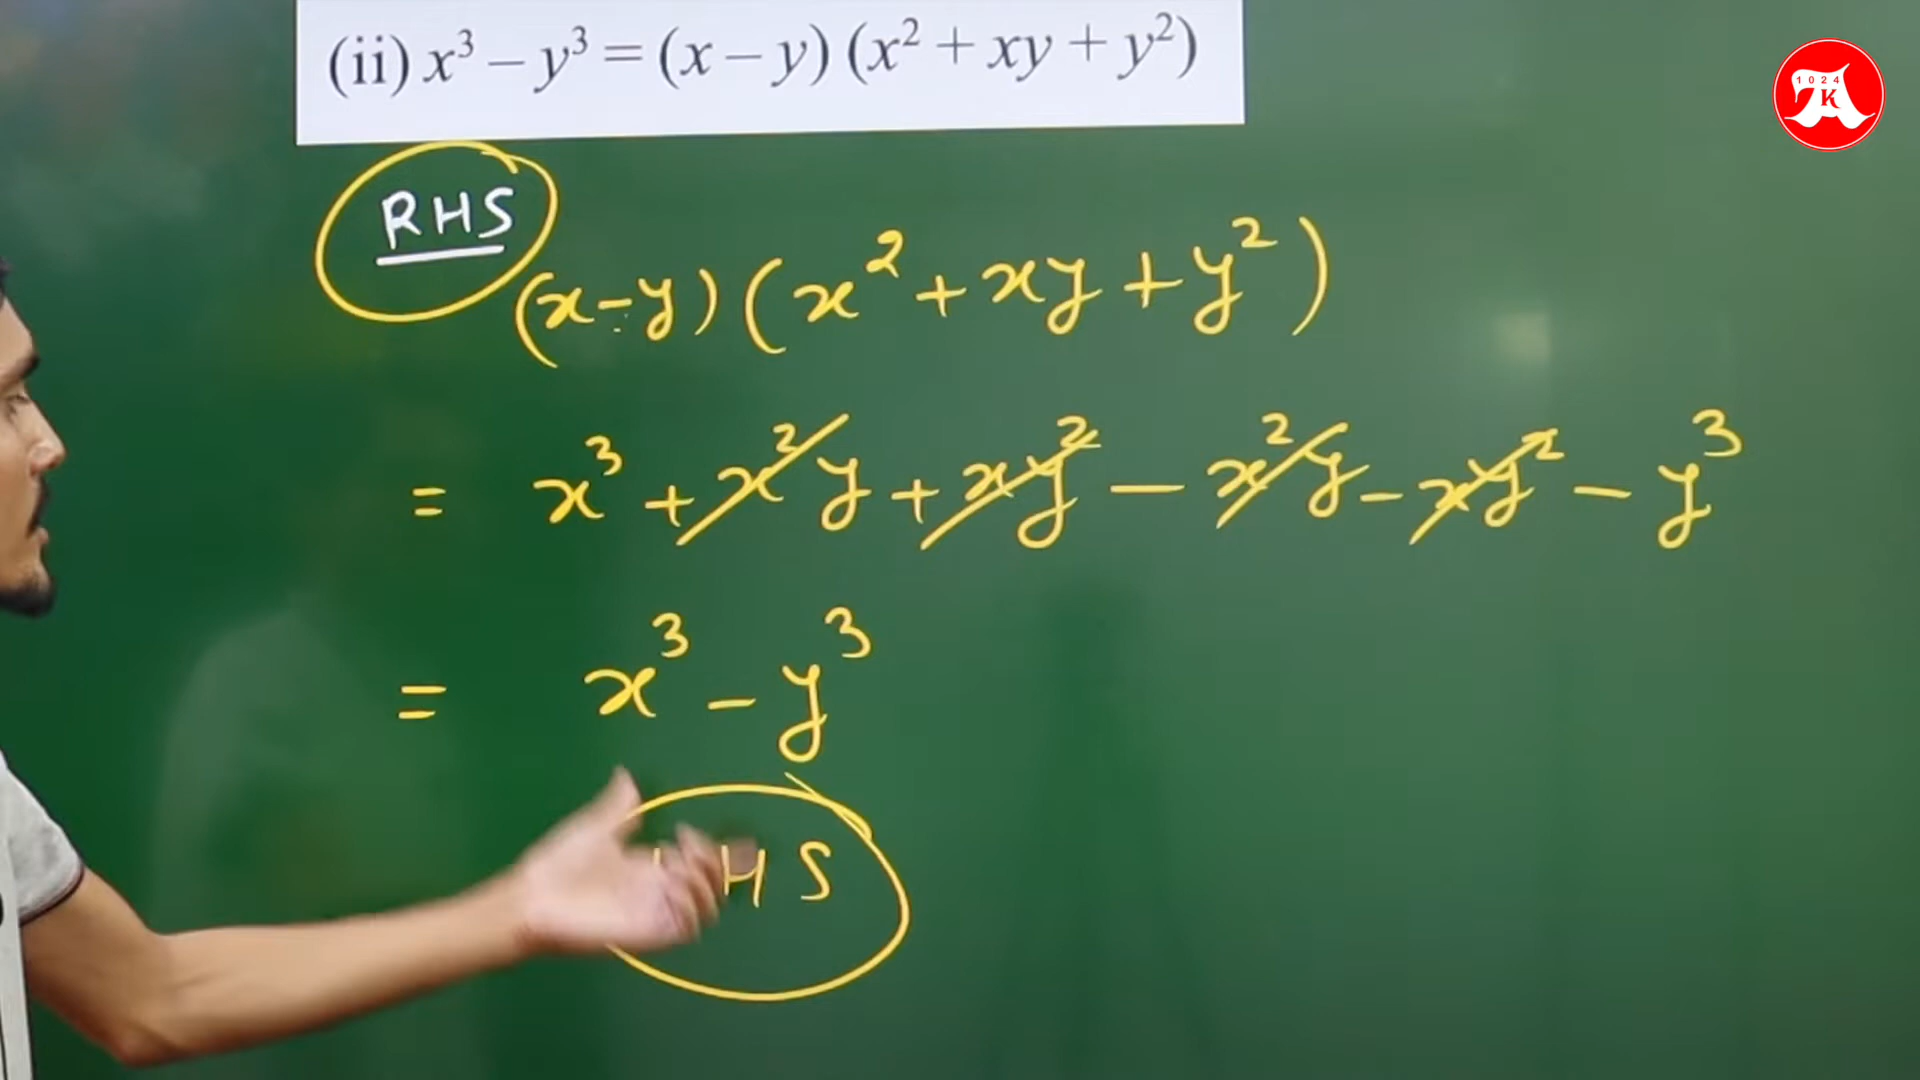 (ii) x³ – y³ = (x – y) (x² + xy + y²)
1024
K
RHS
(x-y) (x² + xy + y²)
= x³ + x²y + xy² - x²y - xy² - y³
= x³ - y³